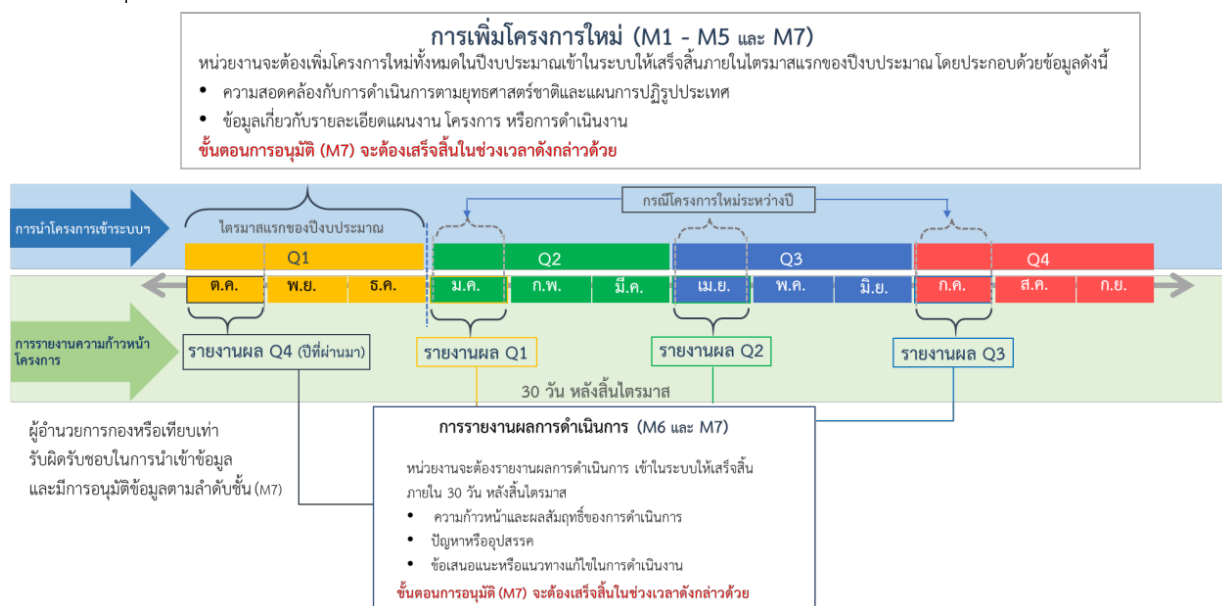 การเพิ่มโครงการใหม่ (M1 - M5 และ M7)
หน่วยงานจะต้องเพิ่มโครงการใหม่ทั้งหมดในปีงบประมาณเข้าในระบบให้เสร็จสิ้นภายในไตรมาสแรกของปีงบประมาณ โดยประกอบด้วยข้อมูลดังนี้
• ความสอดคล้องกับการดำเนินการตามยุทธศาสตร์ชาติและแผนการปฏิรูปประเทศ
• ข้อมูลเกี่ยวกับรายละเอียดแผนงาน โครงการ หรือการดำเนินงาน
ขั้นตอนการอนุมัติ (M7) จะต้องเสร็จสิ้นในช่วงเวลาดังกล่าวด้วย
การนำโครงการเข้าระบบฯ
ไตรมาสแรกของปีงบประมาณ
กรณีโครงการใหม่ระหว่างปี
Q1 Q2 Q3 Q4
ต.ค. พ.ย. ธ.ค. ม.ค. ก.พ. มี.ค. เม.ย. พ.ค. มิ.ย. ก.ค. ส.ค. ก.ย.
การรายงานความก้าวหน้า
โครงการ
รายงานผล Q4 (ปีที่ผ่านมา) รายงานผล Q1 รายงานผล Q2 รายงานผล Q3
30 วัน หลังสิ้นไตรมาส
ผู้อำนวยการกองหรือเทียบเท่า
รับผิดรับชอบในการนำเข้าข้อมูล
และมีการอนุมัติข้อมูลตามลำดับชั้น (M7)
การรายงานผลการดำเนินการ (M6 และ M7)
หน่วยงานจะต้องรายงานผลการดำเนินการ เข้าในระบบให้เสร็จสิ้น
ภายใน 30 วัน หลังสิ้นไตรมาส
• ความก้าวหน้าและผลสัมฤทธิ์ของการดำเนินการ
• ปัญหาหรืออุปสรรค
• ข้อเสนอแนะหรือแนวทางแก้ไขในการดำเนินงาน
ขั้นตอนการอนุมัติ (M7) จะต้องเสร็จสิ้นในช่วงเวลาดังกล่าวด้วย